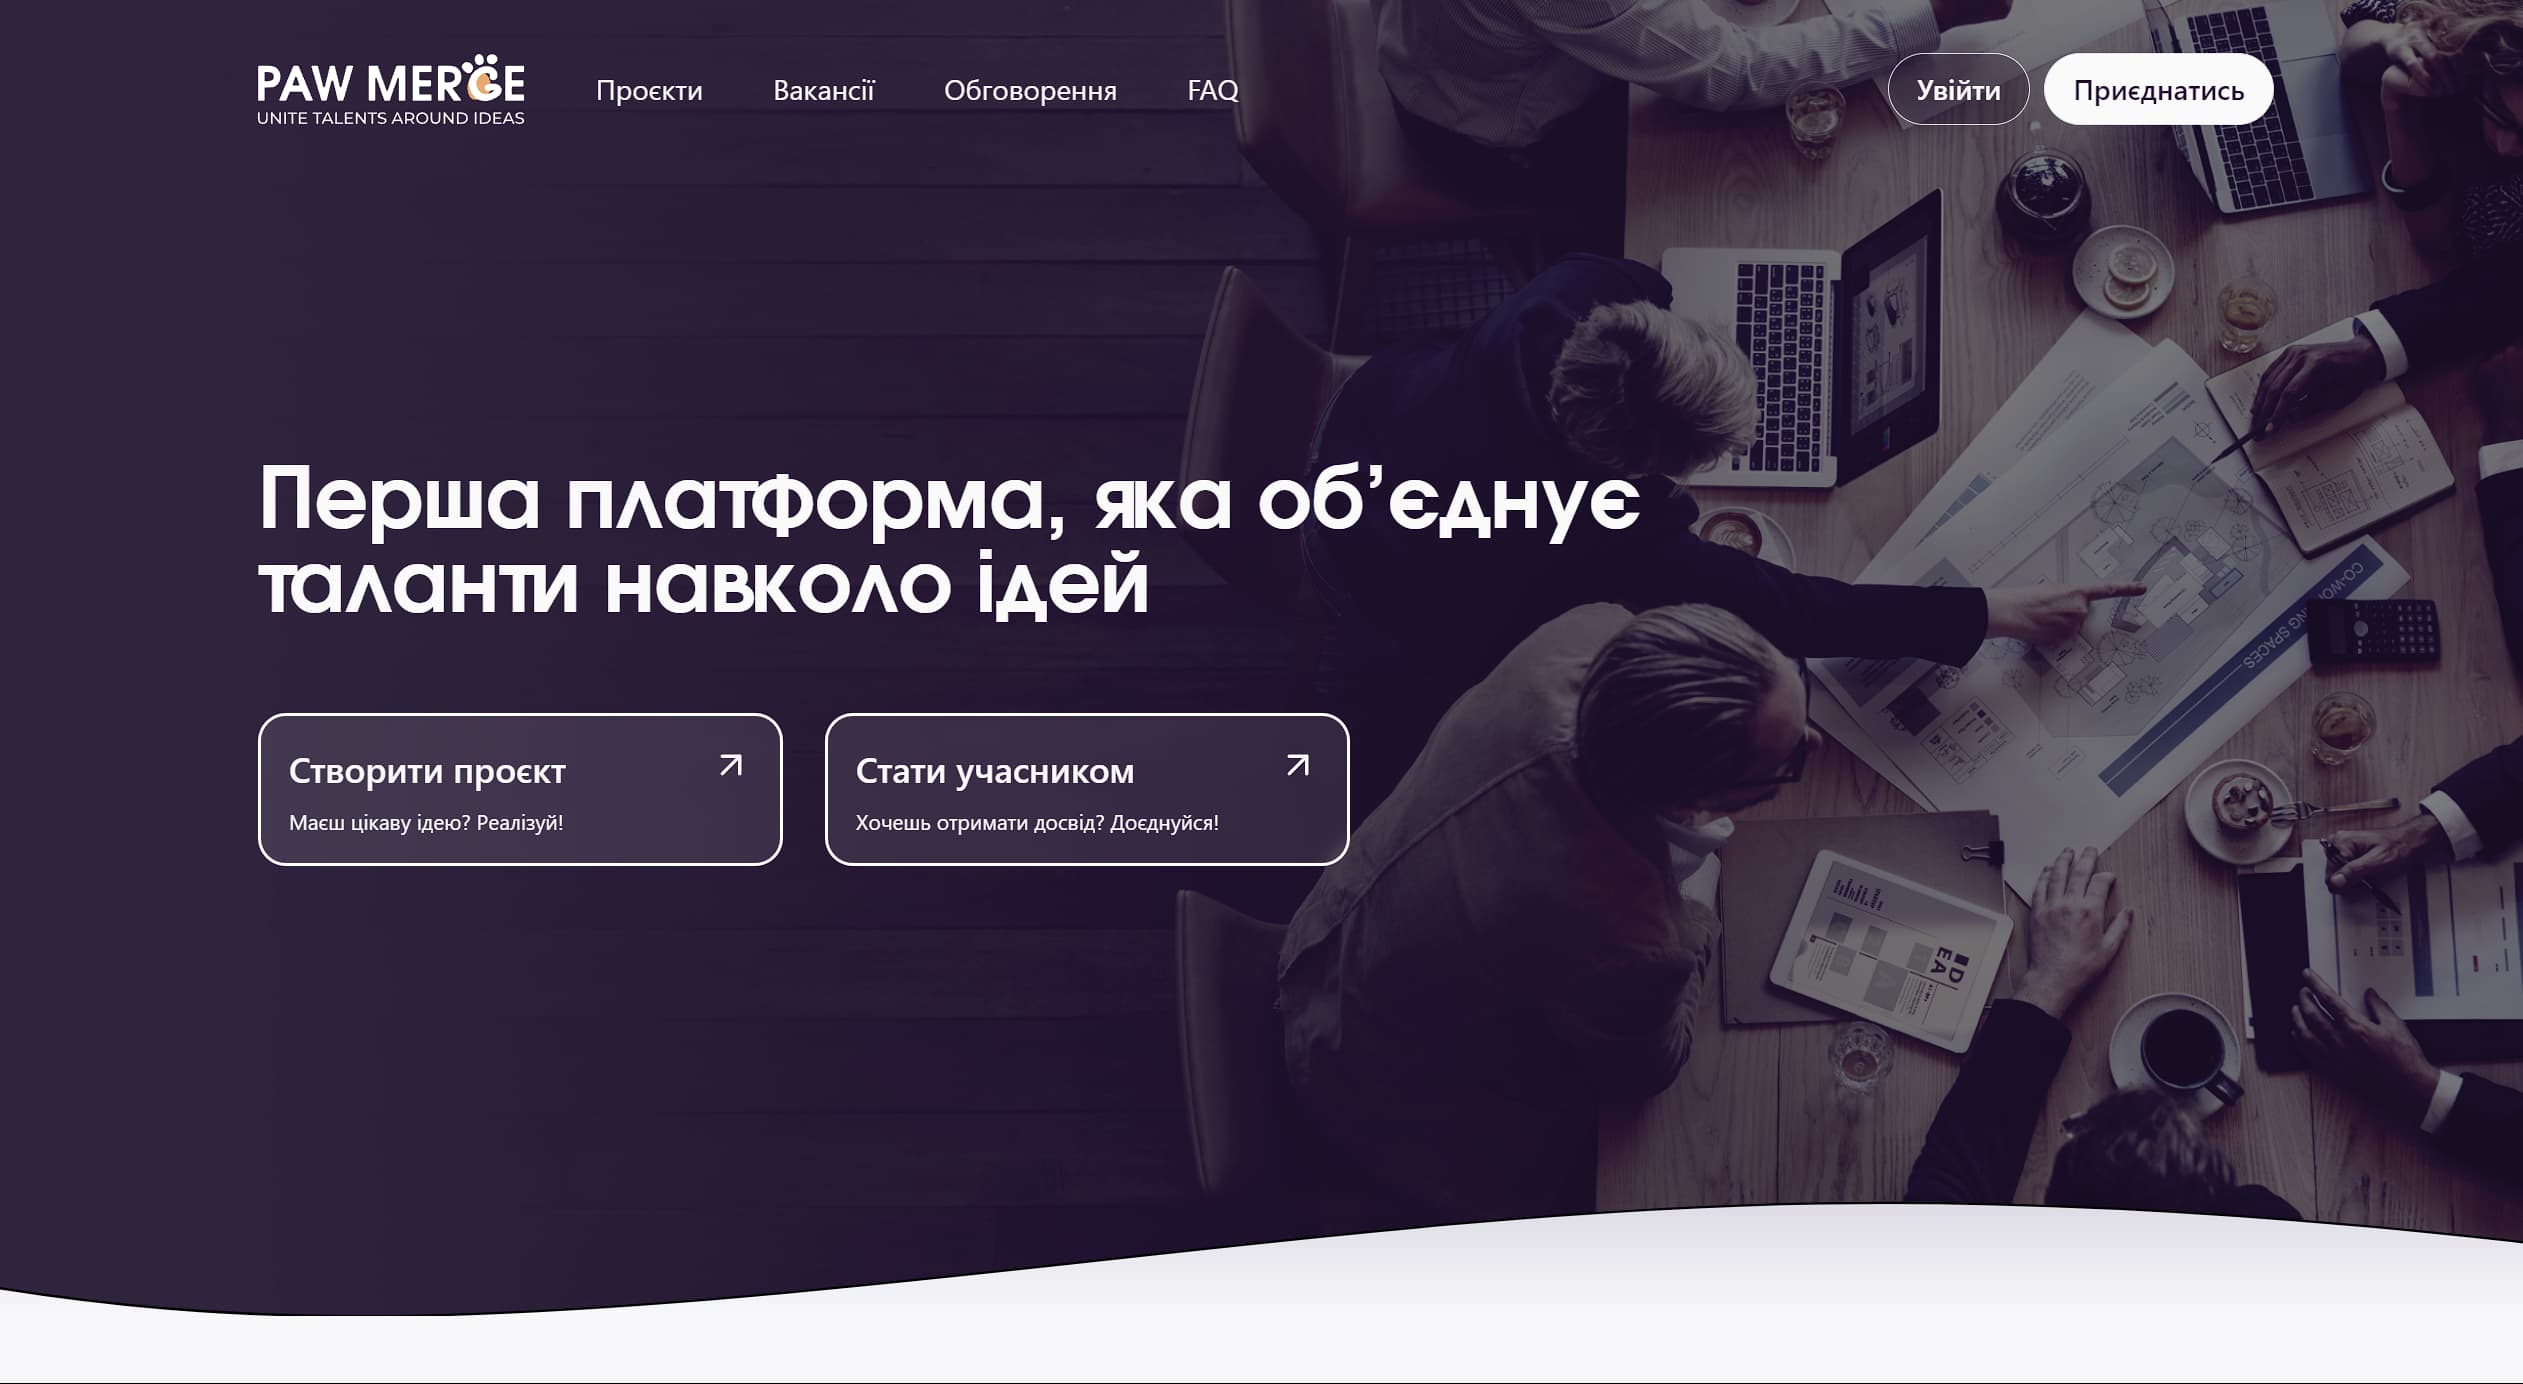 PAW MERGE
UNITE TALENTS AROUND IDEAS
Проєкти
Вакансії
Обговорення
FAQ
Увійти
Приєднатись
Перша платформа, яка об’єднує
таланти навколо ідей
Створити проєкт
Маєш цікаву ідею? Реалізуй!
Стати учасником
Хочешь отримати досвід? Доєднуйся!
CO-WORKING SPACES
IDEA